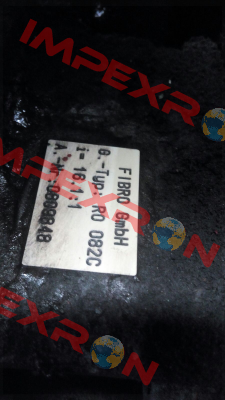 IMPEXRON
FIBRO GmbH
G.-Typ: RO 082C
i= 16,1:1
IMPEXRON